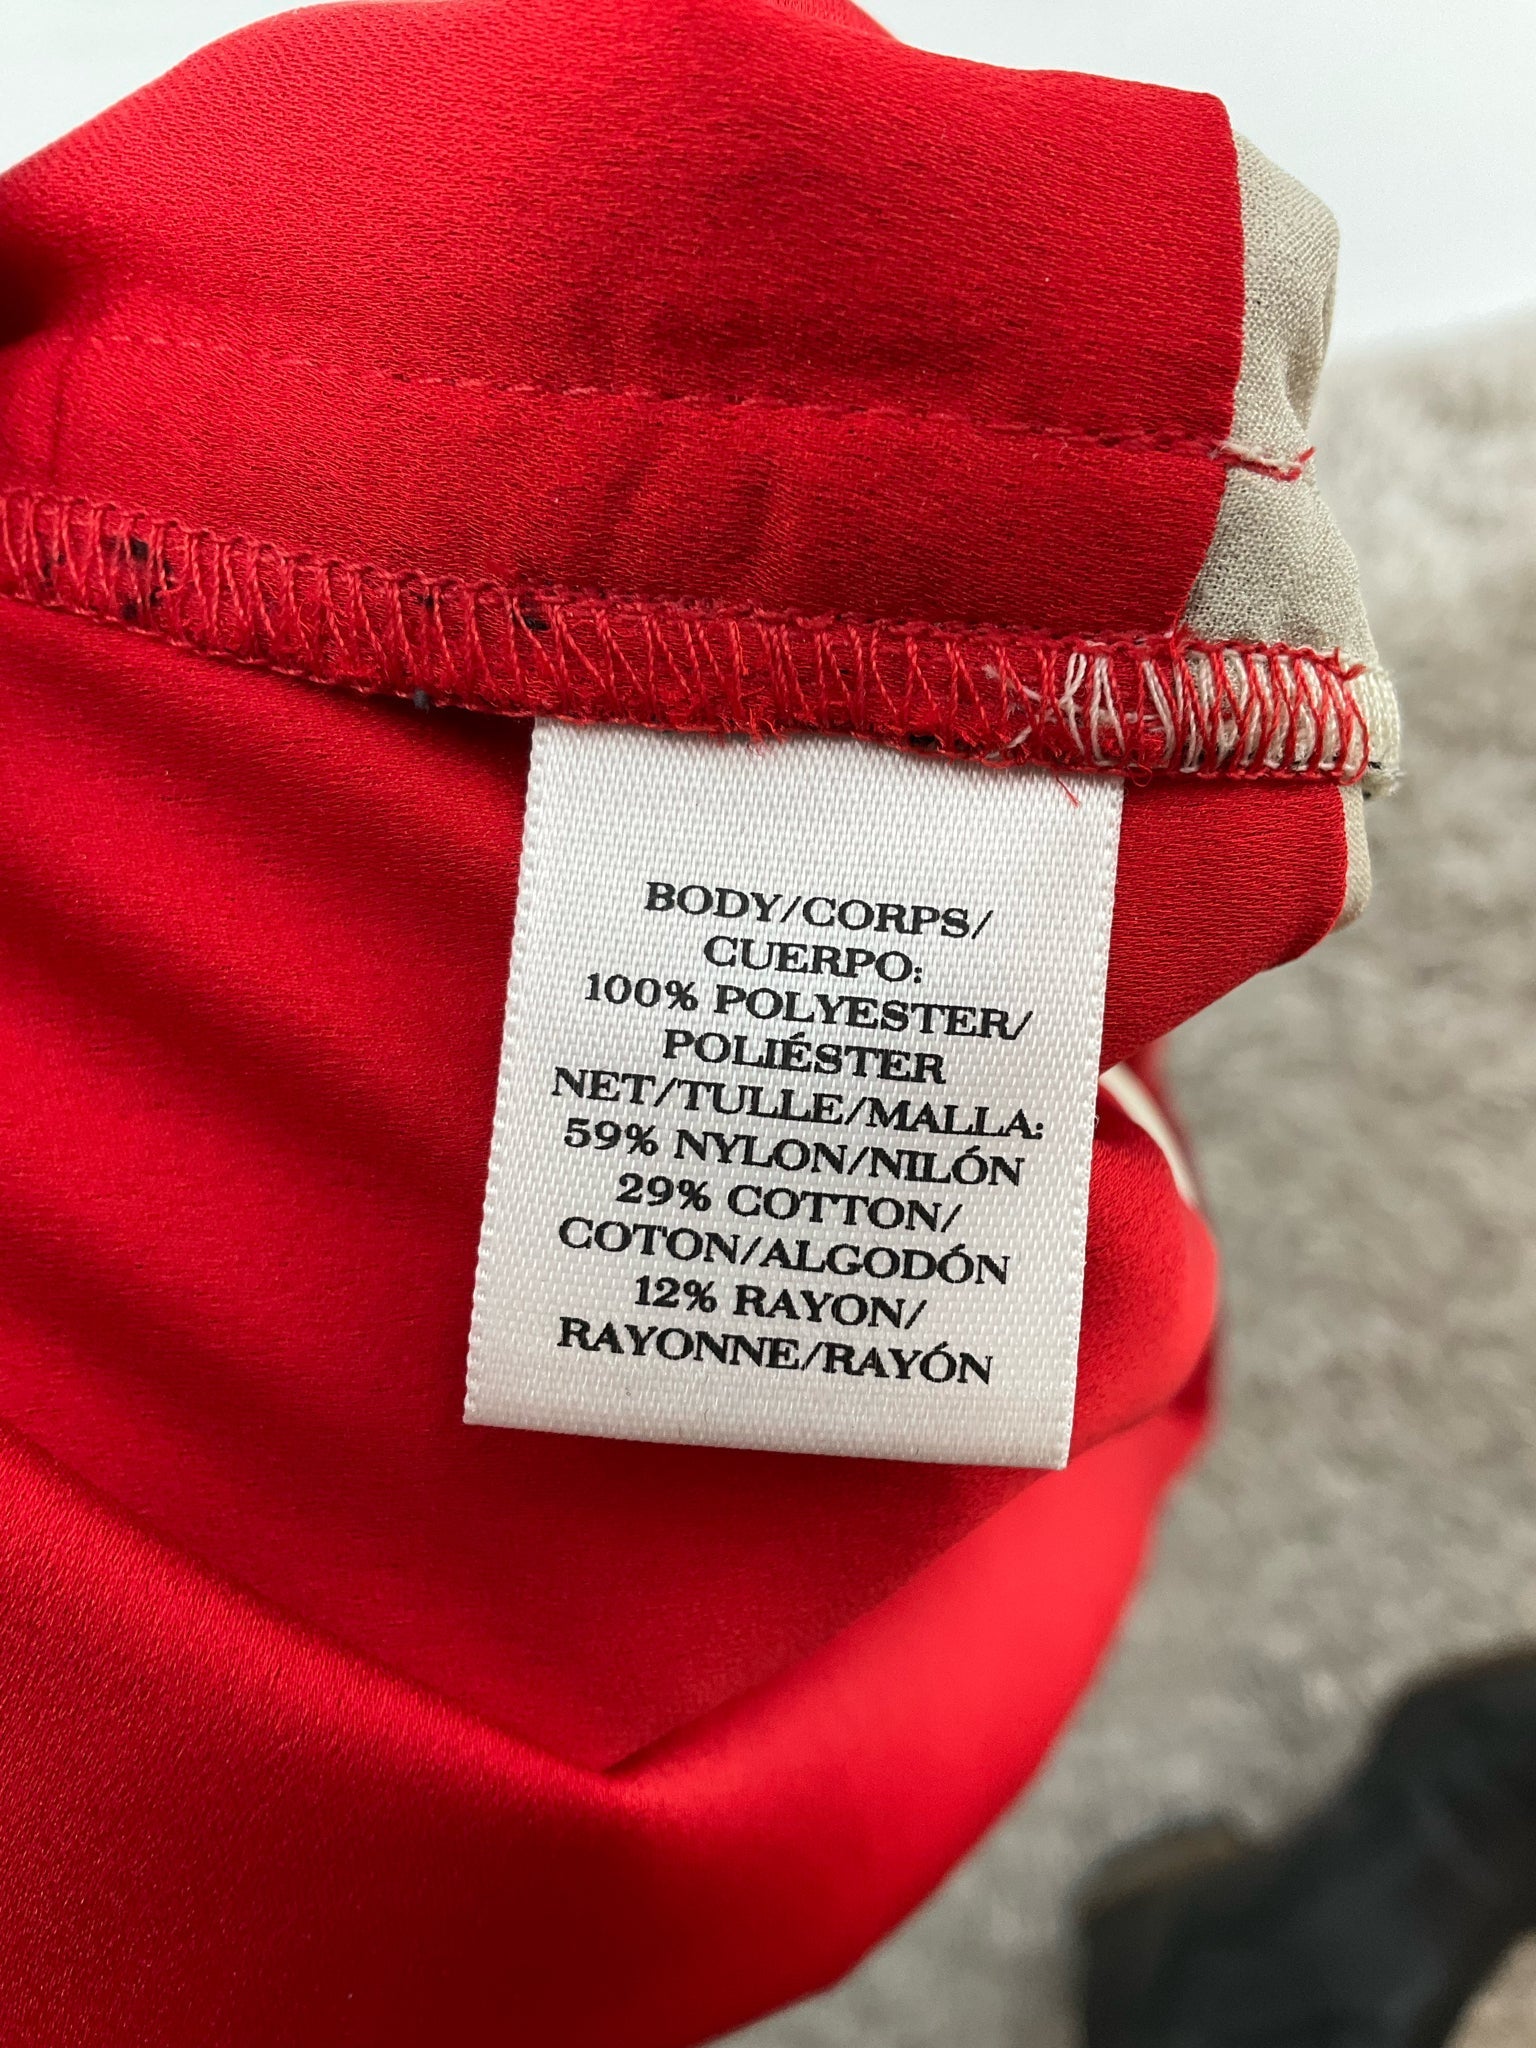 BODY/CORPS/
CUERPO:
100% POLYESTER/
POLIÉSTER
NET/TULLE/MALLA:
59% NYLON/NILÓN
29% COTTON/
COTON/ALGODÓN
12% RAYON/
RAYONNE/RAYÓN